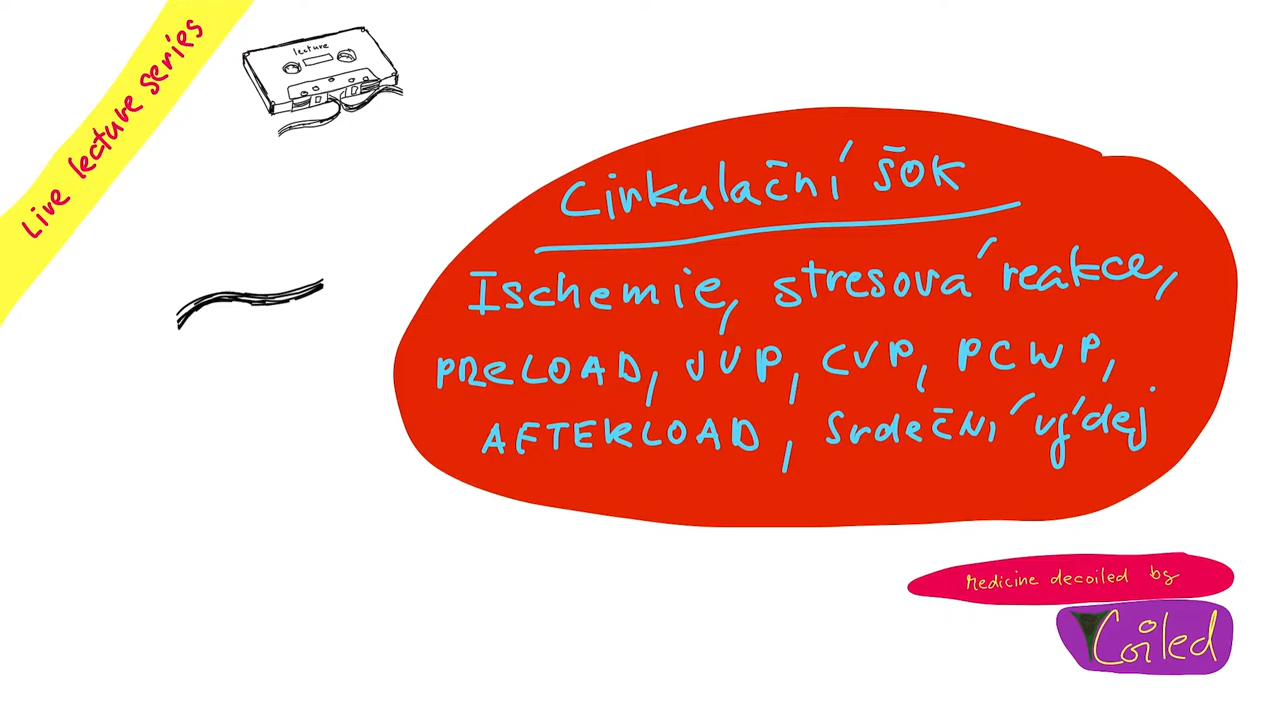 Live lecture series
lecture
Cirkulační šok
Ischemie, stresová reakce,
PRELOAD, JVP, CVP, PCWP,
AFTERLOAD, Srdeční výdej
Medicine decoiled by
Coiled